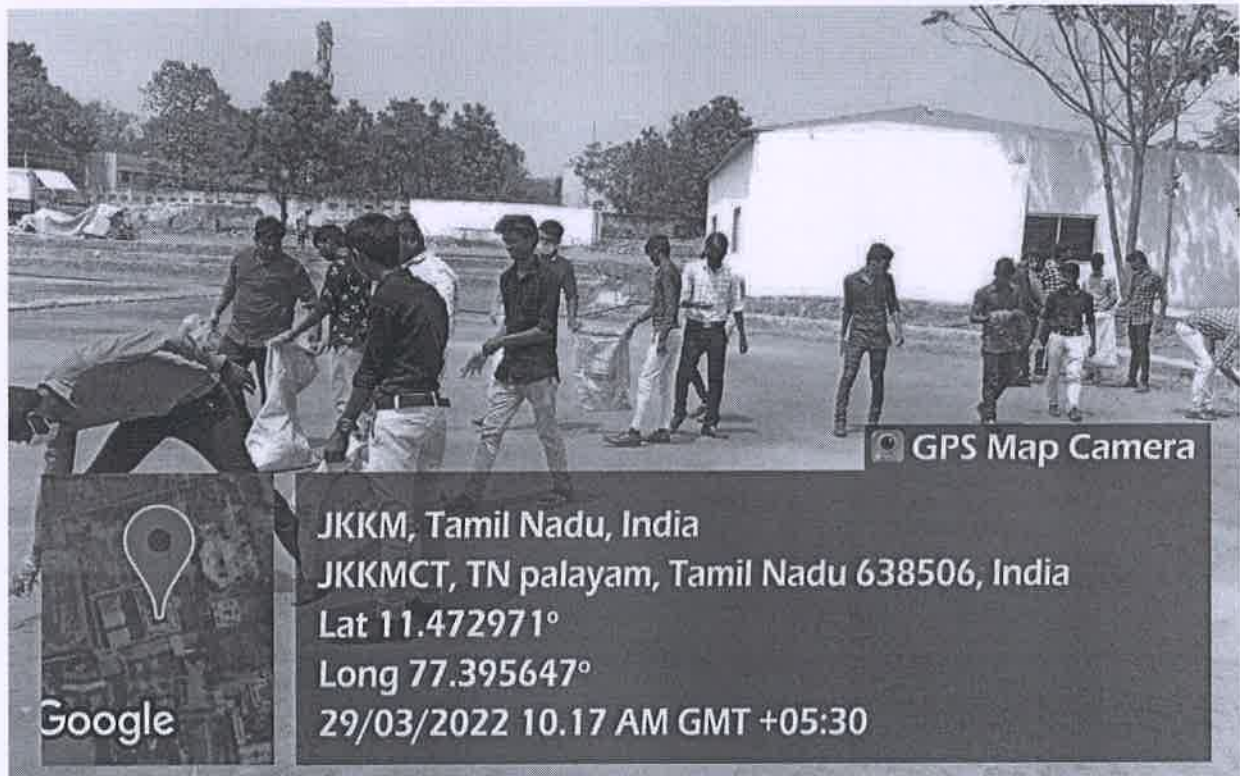 GPS Map Camera
JKKM, Tamil Nadu, India
JKKMCT, TN palayam, Tamil Nadu 638506, India
Lat 11.472971°
Long 77.395647°
29/03/2022 10.17 AM GMT +05:30
Google